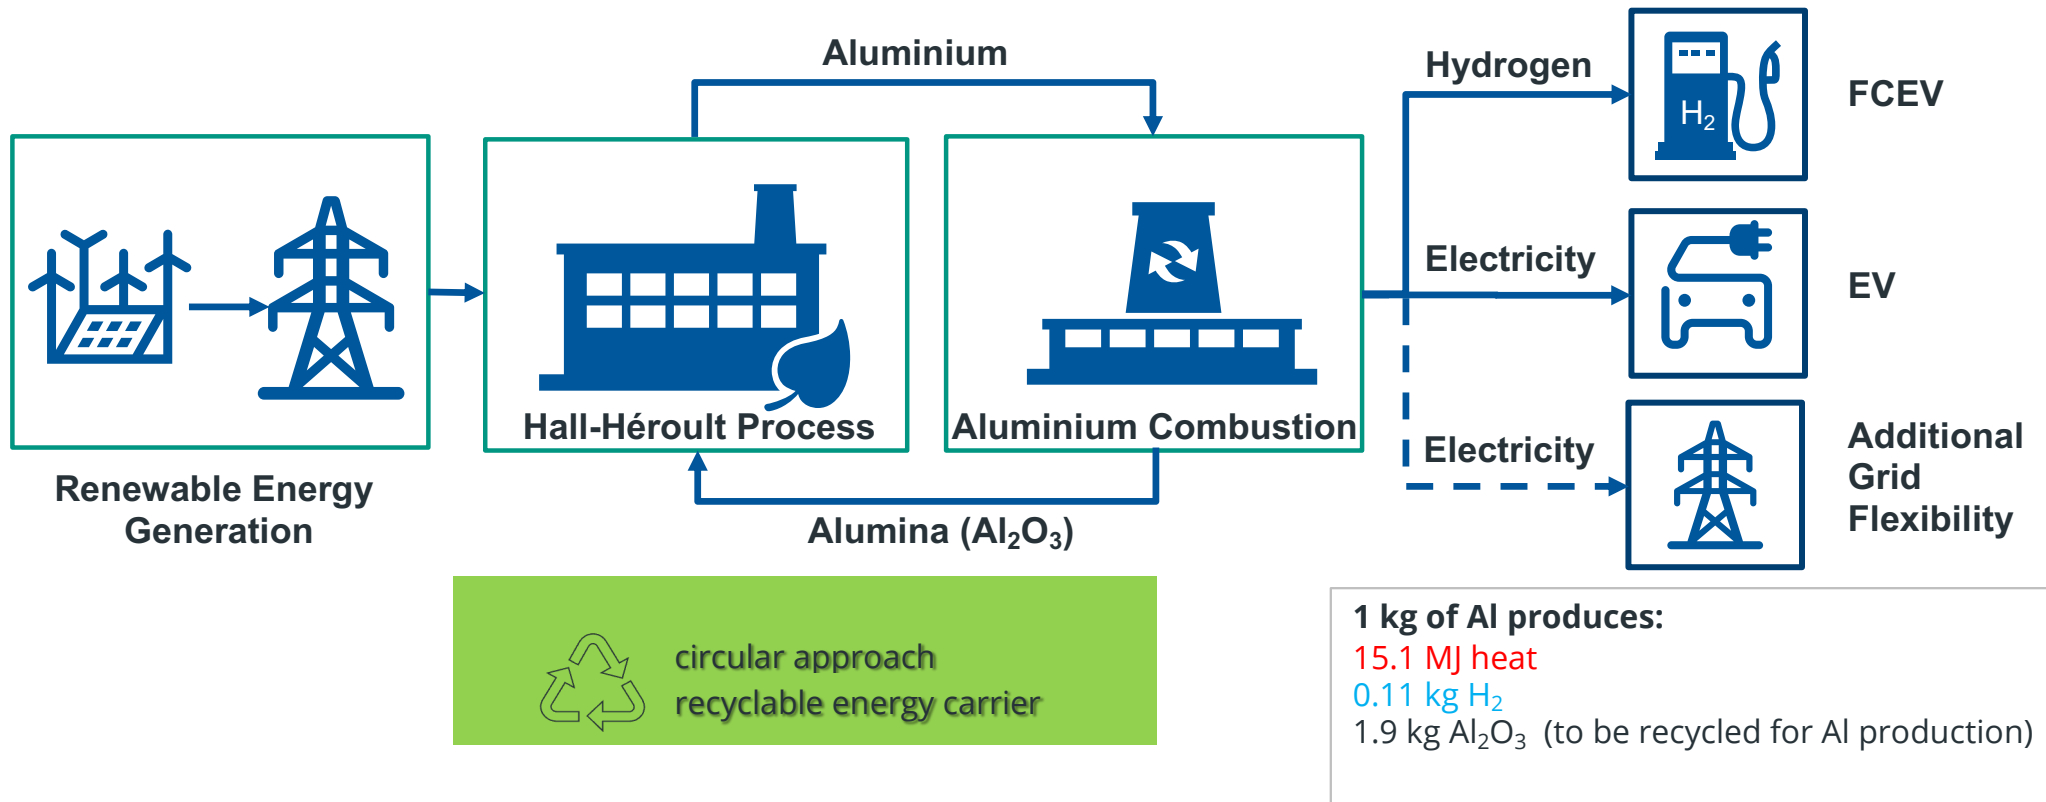 Aluminium
Hydrogen
H₂
FCEV
Electricity
EV
Hall-Héroult Process
Aluminium Combustion
Electricity
Additional
Grid
Flexibility
Renewable Energy
Generation
Alumina (Al₂O₃)
circular approach
recyclable energy carrier
1 kg of Al produces:
15.1 MJ heat
0.11 kg H₂
1.9 kg Al₂O₃ (to be recycled for Al production)